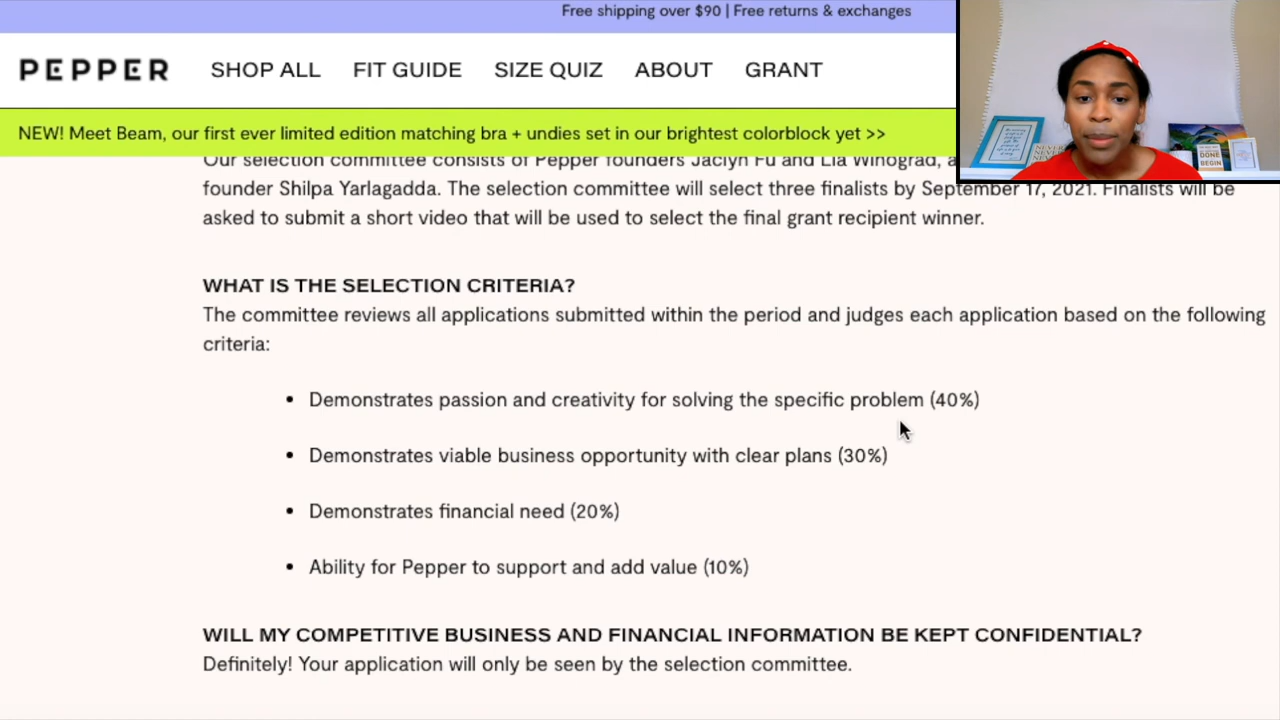 Free shipping over $90 | Free returns & exchanges
PEPPER SHOP ALL FIT GUIDE SIZE QUIZ ABOUT GRANT
NEW! Meet Beam, our first ever limited edition matching bra + undies set in our brightest colorblock yet >>
Our selection committee consists of Pepper founders Jaclyn Fu and Lia Winograd, a
founder Shilpa Yarlagadda. The selection committee will select three finalists by September 17, 2021. Finalists will be
asked to submit a short video that will be used to select the final grant recipient winner.
WHAT IS THE SELECTION CRITERIA?
The committee reviews all applications submitted within the period and judges each application based on the following
criteria:
• Demonstrates passion and creativity for solving the specific problem (40%)
• Demonstrates viable business opportunity with clear plans (30%)
• Demonstrates financial need (20%)
• Ability for Pepper to support and add value (10%)
WILL MY COMPETITIVE BUSINESS AND FINANCIAL INFORMATION BE KEPT CONFIDENTIAL?
Definitely! Your application will only be seen by the selection committee.
NEVER
NEVER
NEVE
DONE
BEGIN